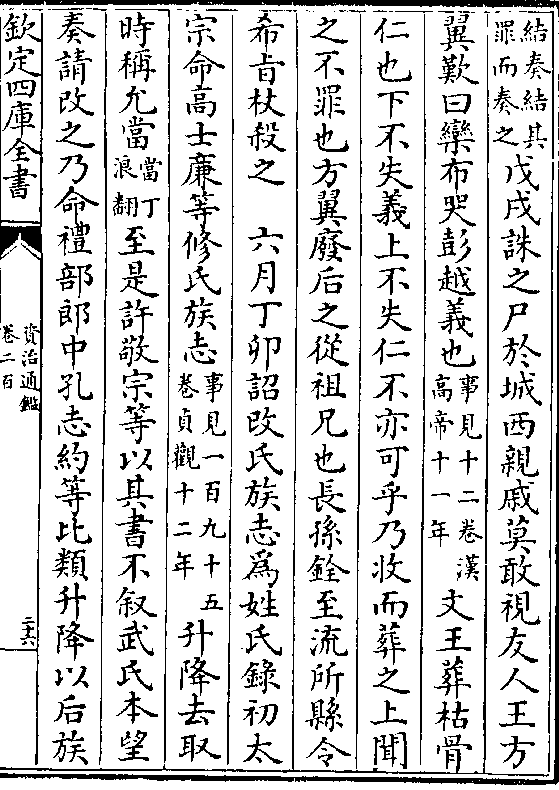 結奏結其
罪而奏之戊戌誅之尸於城西親戚莫敢視友人王方
翼歎曰欒布哭彭越義也事見十二卷漢高帝十一年文王葬枯骨
仁也下不失義上不失仁不亦可乎乃收而葬之上聞
之不罪也方翼廢后之從祖兄也長孫銓至流所縣令
希旨杖殺之　六月丁卯詔改氏族志為姓氏錄初太
宗命高士廉等修氏族志事見一百九十五卷貞觀十二年升降去取
時稱允當當丁浪翻至是許敬宗等以其書不叙武氏本望
奏請改之乃命禮部郎中孔志約等比類升降以后族
欽定四庫全書
資治通鑑
卷二百
二十六